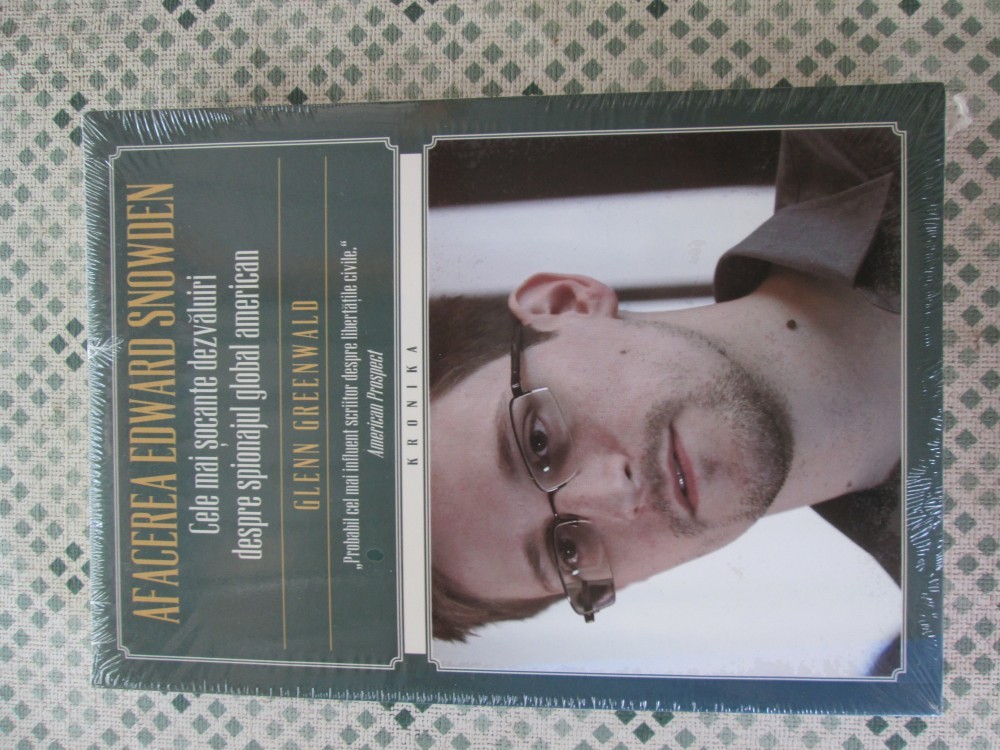 AFACEREA EDWARD SNOWDEN
Cele mai șocante dezvăluiri
despre spionajul global american
GLENN GREENWALD
„Probabil cel mai influent scriitor despre libertățile civile.“
American Prospect
KRONIKA